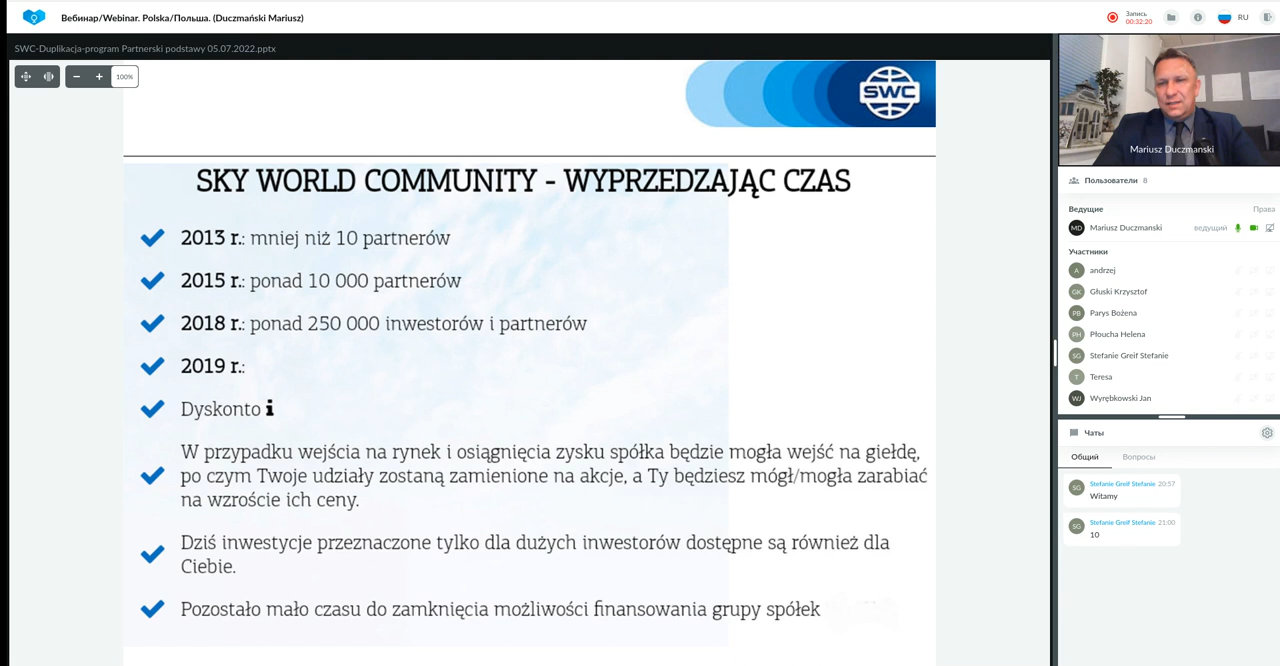 Вебинар/Webinar. Polska/Польша. (Duczmański Mariusz)
Запись
00:32:20
RU
SWC-Duplikacja-program Partnerski podstawy 05.07.2022.pptx
100%
SWC
SKY WORLD COMMUNITY - WYPRZEDZAJĄC CZAS
2013 r.: mniej niż 10 partnerów
2015 r.: ponad 10 000 partnerów
2018 r.: ponad 250 000 inwestorów i partnerów
2019 r.:
Dyskonto ℹ
W przypadku wejścia na rynek i osiągnięcia zysku spółka będzie mogła wejść na giełdę,
po czym Twoje udziały zostaną zamienione na akcje, a Ty będziesz mógł/mogła zarabiać
na wzroście ich ceny.
Dziś inwestycje przeznaczone tylko dla dużych inwestorów dostępne są również dla
Ciebie.
Pozostało mało czasu do zamknięcia możliwości finansowania grupy spółek
Mariusz Duczmanski
Пользователи 8
Ведущие Права
MD Mariusz Duczmanski ведущий
Участники
A andrzej
GK Głuski Krzysztof
PB Parys Bożena
PH Płoucha Helena
SG Stefanie Greif Stefanie
T Teresa
WJ Wyrębkowski Jan
Чаты
Общий Вопросы
SG Stefanie Greif Stefanie 20:57
Witamy
SG Stefanie Greif Stefanie 21:00
10